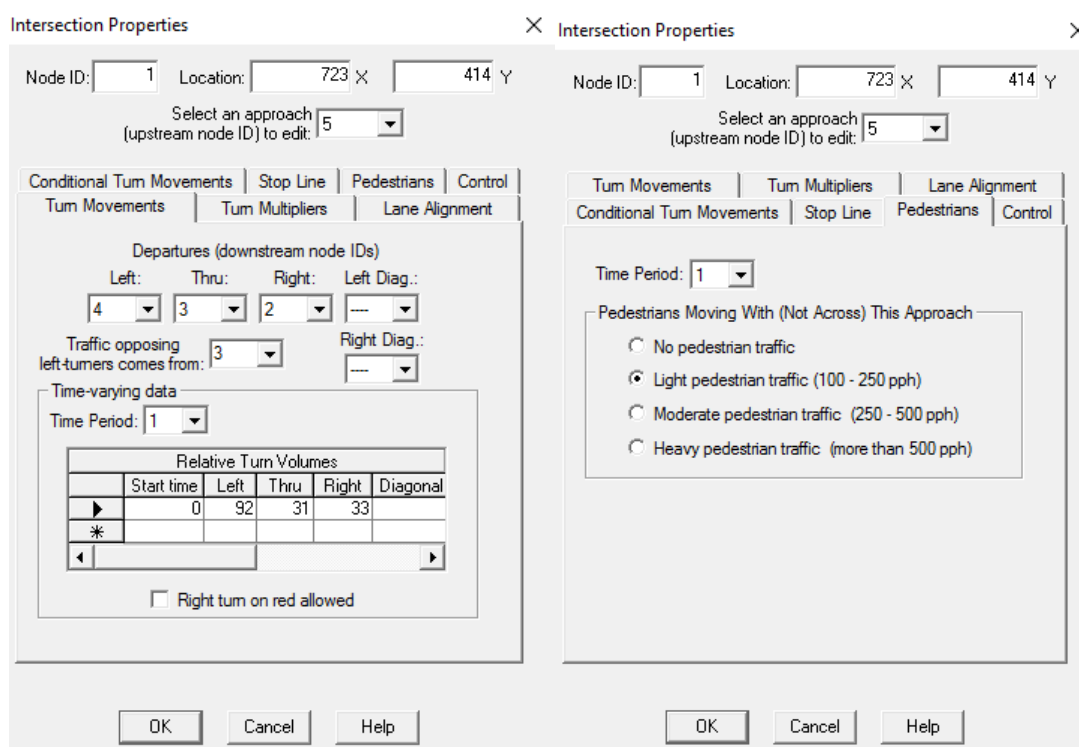 Intersection Properties
Node ID: 1 Location: 723 X 414 Y
Select an approach
(upstream node ID) to edit: 5
Conditional Turn Movements Stop Line Pedestrians Control
Turn Movements Turn Multipliers Lane Alignment
Departures (downstream node IDs)
Left: Thru: Right: Left Diag.:
4 3 2 ----
Traffic opposing
left-turners comes from: 3
Right Diag.:
----
Time-varying data
Time Period: 1
Relative Turn Volumes
Start time Left Thru Right Diagonal
0 92 31 33
Right turn on red allowed
OK Cancel Help
Intersection Properties
Node ID: 1 Location: 723 X 414 Y
Select an approach
(upstream node ID) to edit: 5
Turn Movements Turn Multipliers Lane Alignment
Conditional Turn Movements Stop Line Pedestrians Control
Time Period: 1
Pedestrians Moving With (Not Across) This Approach
No pedestrian traffic
Light pedestrian traffic (100 - 250 pph)
Moderate pedestrian traffic (250 - 500 pph)
Heavy pedestrian traffic (more than 500 pph)
OK Cancel Help